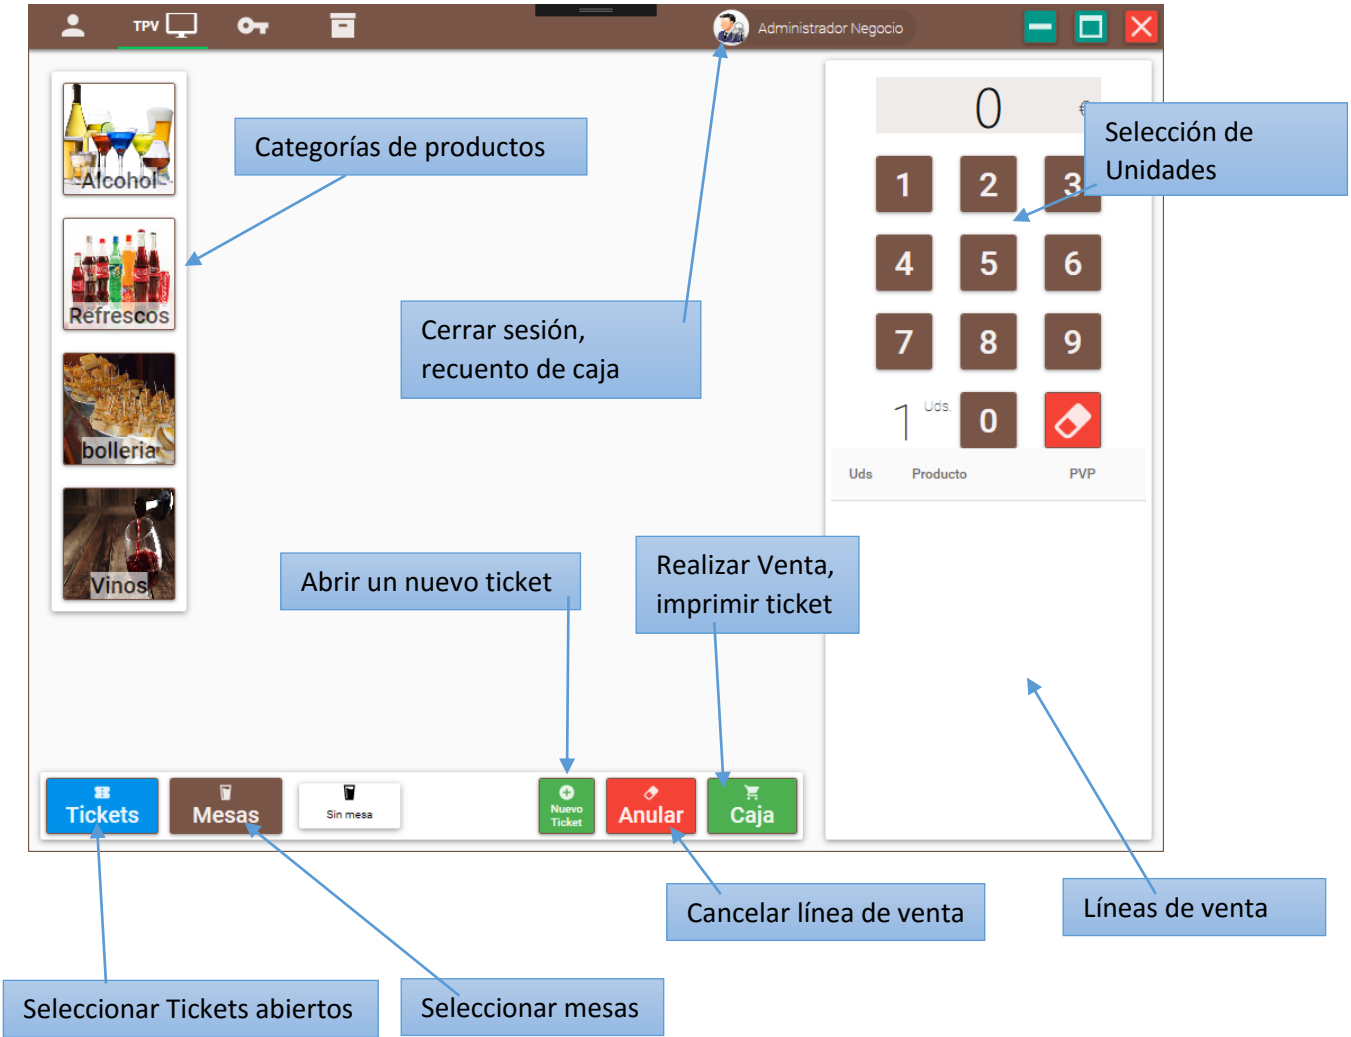 TPV
Administrador Negocio
0
€
Selección de
Unidades
Categorías de productos
Alcohol
1 2 3
Refrescos
4 5 6
Cerrar sesión,
recuento de caja
7 8 9
bolleria
1 Uds. 0
Uds Producto PVP
Vinos
Abrir un nuevo ticket
Realizar Venta,
imprimir ticket
Tickets
Mesas
Sin mesa
Nuevo
Ticket
Anular
Caja
Cancelar línea de venta
Líneas de venta
Seleccionar Tickets abiertos
Seleccionar mesas